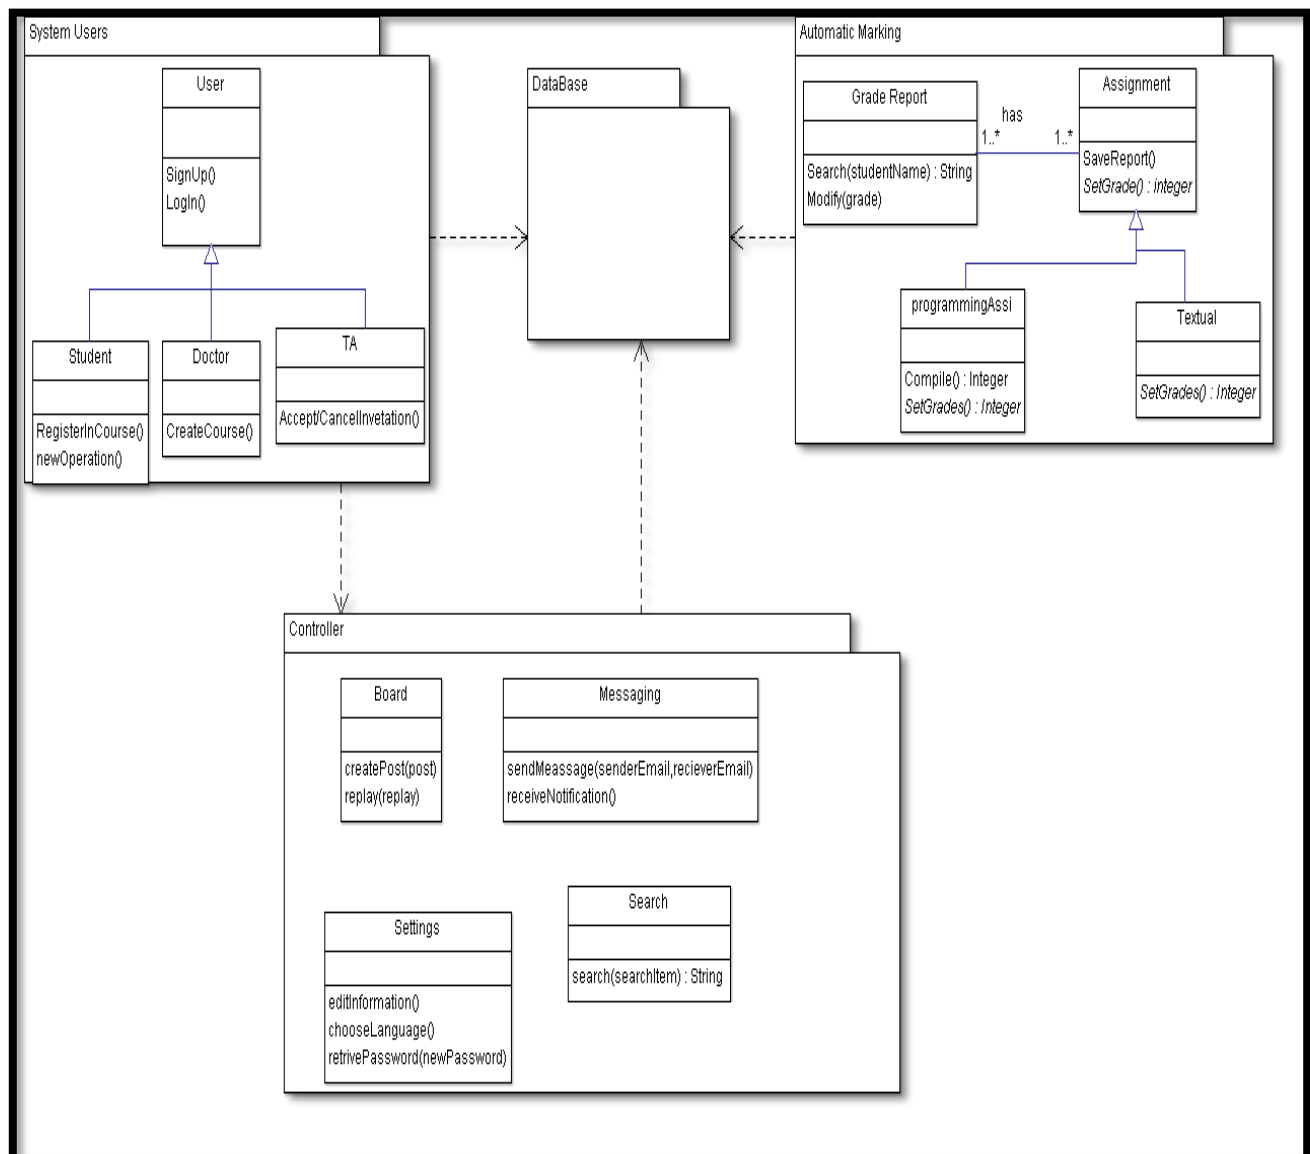 System Users
User
SignUp()
LogIn()
Student
RegisterInCourse()
newOperation()
Doctor
CreateCourse()
TA
Accept/CancelInvetation()
DataBase
Automatic Marking
Grade Report
Search(studentName) : String
Modify(grade)
has
1..*
1..*
Assignment
SaveReport()
SetGrade() : integer
programmingAssi
Compile() : Integer
SetGrades() : Integer
Textual
SetGrades() : Integer
Controller
Board
createPost(post)
replay(replay)
Messaging
sendMeassage(senderEmail,recieverEmail)
receiveNotification()
Settings
editInformation()
chooseLanguage()
retrivePassword(newPassword)
Search
search(searchItem) : String